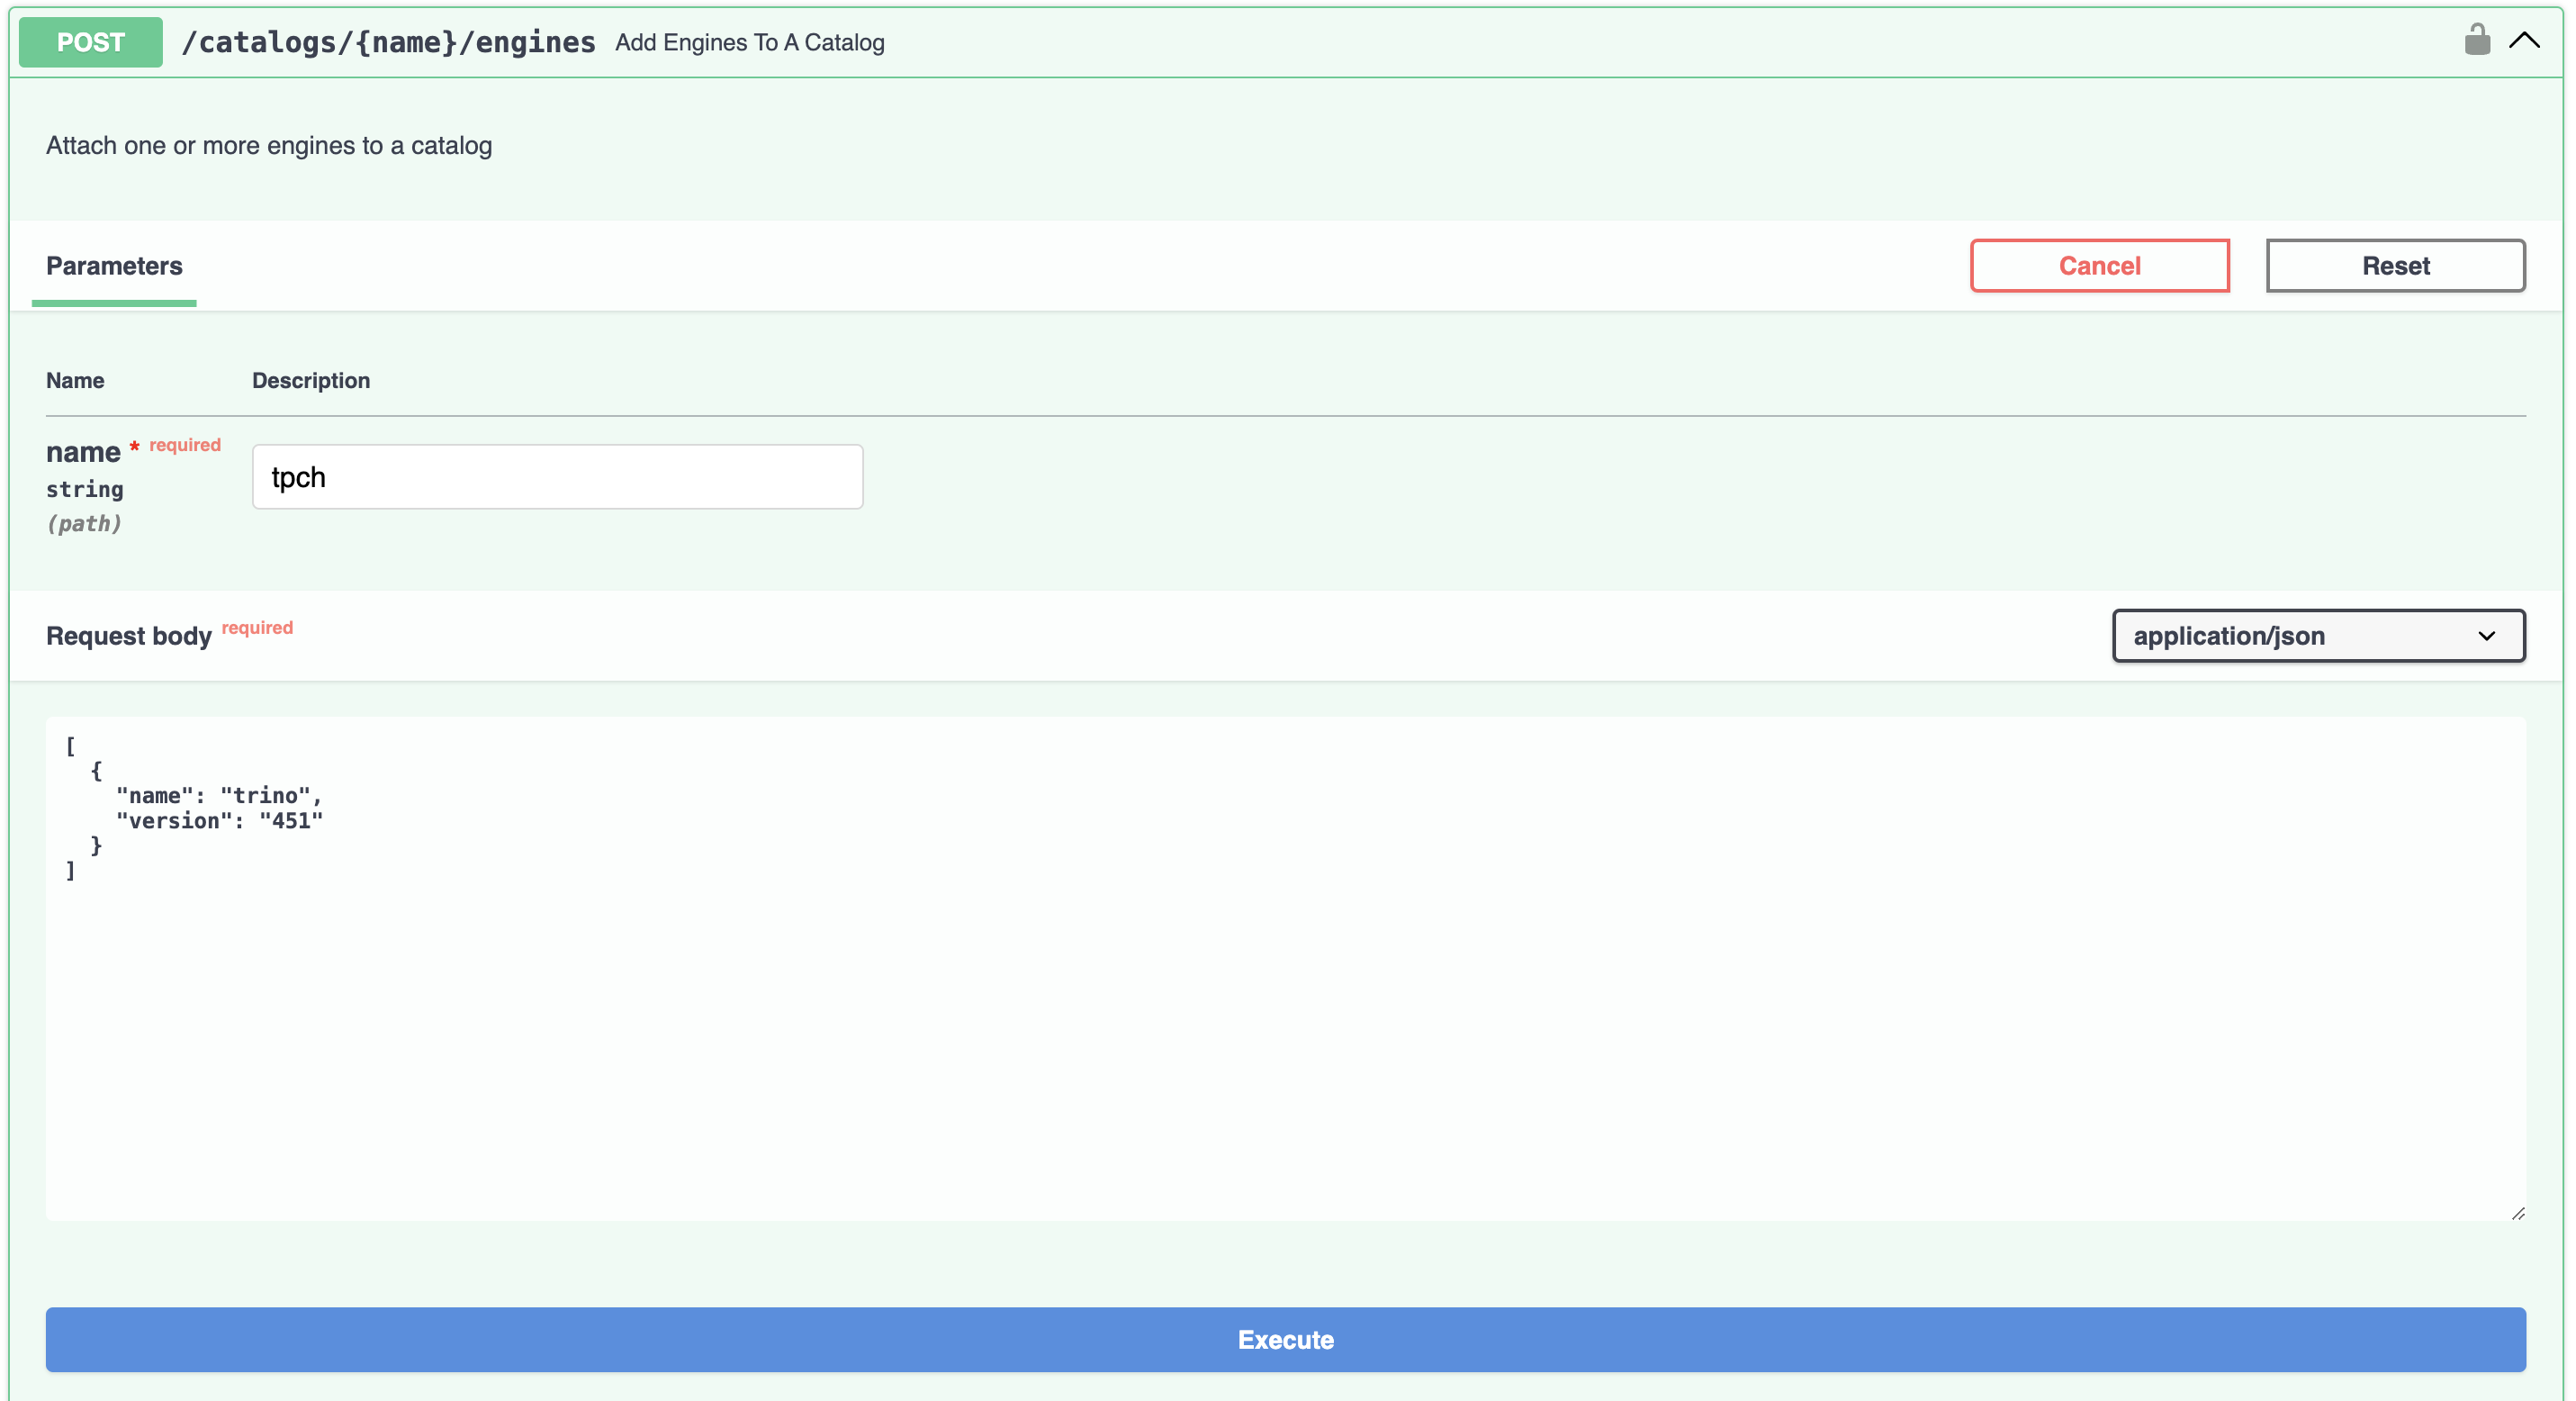 POST /catalogs/{name}/engines Add Engines To A Catalog
Attach one or more engines to a catalog
Parameters
Cancel
Reset
Name Description
name * required
string
(path)
tpch
Request body required
application/json
[
  {
    "name": "trino",
    "version": "451"
  }
]
Execute